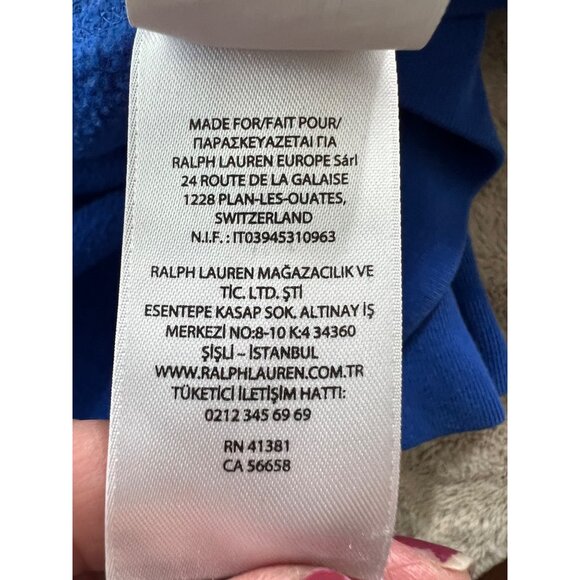 MADE FOR/FAIT POUR/
ΠΑΡΑΣΚΕΥΑΖΕΤΑΙ ΓΙΑ
RALPH LAUREN EUROPE Sárl
24 ROUTE DE LA GALAISE
1228 PLAN-LES-OUATES,
SWITZERLAND
N.I.F. : IT03945310963
RALPH LAUREN MAĞAZACILIK VE
TİC. LTD. ŞTİ
ESENTEPE KASAP SOK. ALTINAY İŞ
MERKEZİ NO:8-10 K:4 34360
ŞİŞLİ – İSTANBUL
WWW.RALPHLAUREN.COM.TR
TÜKETİCİ İLETİŞİM HATTI:
0212 345 69 69
RN 41381
CA 56658